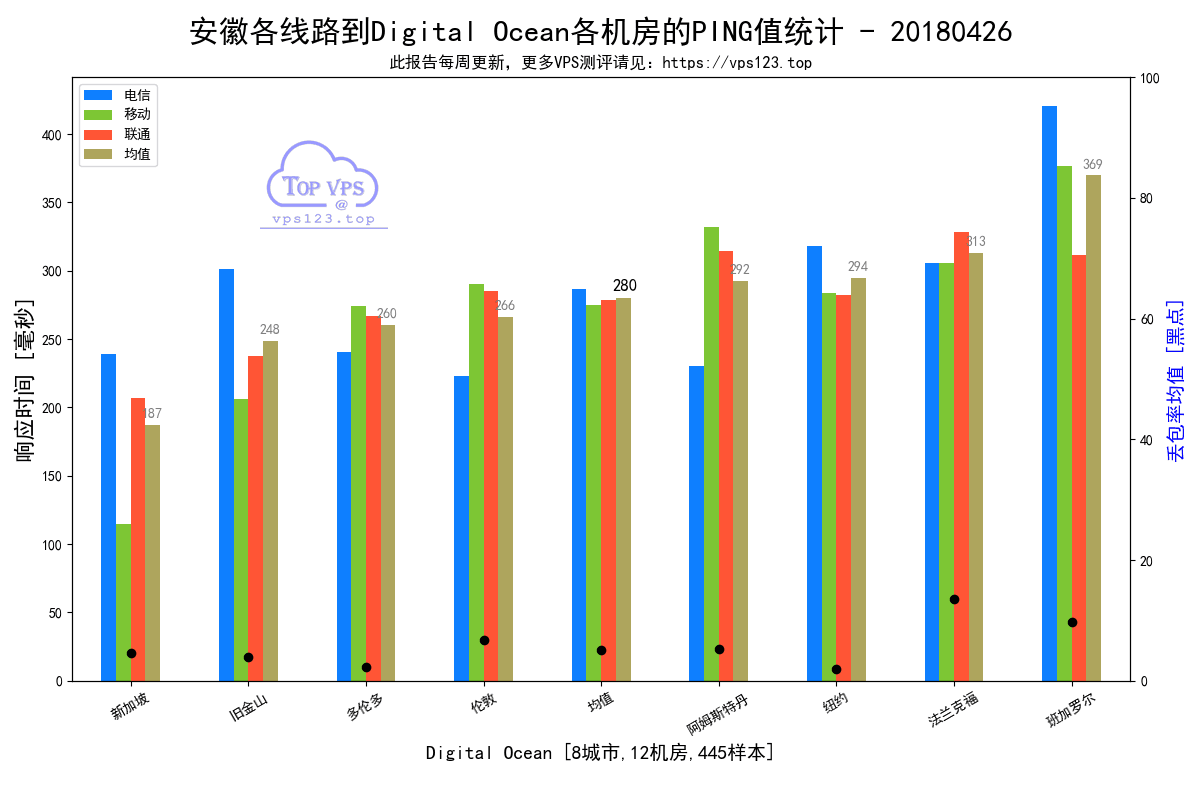 安徽各线路到Digital Ocean各机房的PING值统计 - 20180426
此报告每周更新，更多VPS测评请见：https://vps123.top
电信
移动
联通
均值
TOP VPS
@
vps123.top
响应时间 [毫秒]
400
350
300
250
200
150
100
50
0
187
248
260
266
280
292
294
313
369
100
80
60
40
20
0
丢包率均值 [黑点]
新加坡
旧金山
多伦多
伦敦
均值
阿姆斯特丹
纽约
法兰克福
班加罗尔
Digital Ocean [8城市,12机房,445样本]